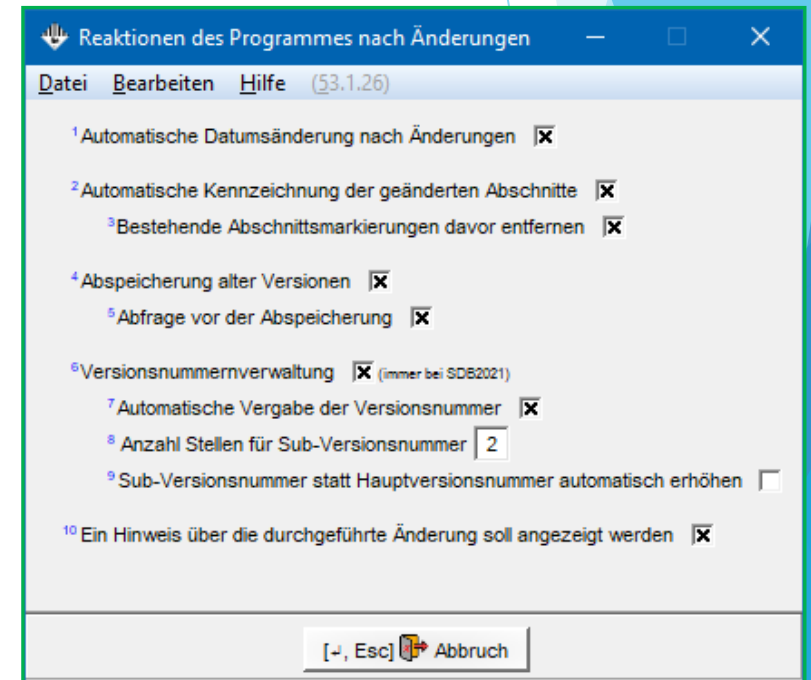 Reaktionen des Programmes nach Änderungen
Datei Bearbeiten Hilfe (53.1.26)
1 Automatische Datumsänderung nach Änderungen
2 Automatische Kennzeichnung der geänderten Abschnitte
3 Bestehende Abschnittsmarkierungen davor entfernen
4 Abspeicherung alter Versionen
5 Abfrage vor der Abspeicherung
6 Versionsnummernverwaltung (immer bei SDB2021)
7 Automatische Vergabe der Versionsnummer
8 Anzahl Stellen für Sub-Versionsnummer 2
9 Sub-Versionsnummer statt Hauptversionsnummer automatisch erhöhen
10 Ein Hinweis über die durchgeführte Änderung soll angezeigt werden
[↵, Esc] Abbruch